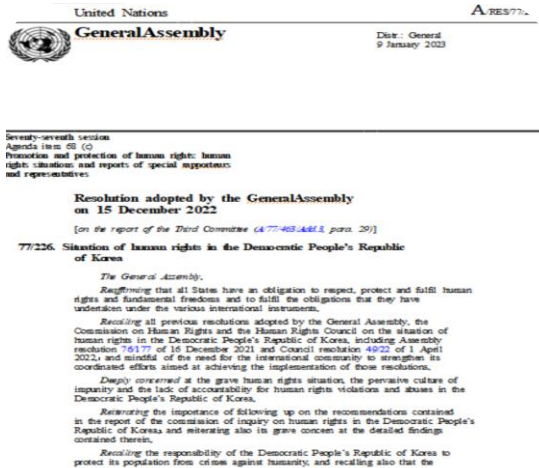 United Nations
A/RES/77/
GeneralAssembly
Distr.: General
9 January 2023
Seventy-seventh session
Agenda item 68 (c)
Promotion and protection of human rights: human
rights situations and reports of special rapporteurs
and representatives
Resolution adopted by the GeneralAssembly
on 15 December 2022
[on the report of the Third Committee (A/77/463/Add.3, para. 29)]
77/226. Situation of human rights in the Democratic People's Republic
of Korea
The General Assembly,
Reaffirming that all States have an obligation to respect, protect and fulfil human
rights and fundamental freedoms and to fulfil the obligations that they have
undertaken under the various international instruments,
Recalling all previous resolutions adopted by the General Assembly, the
Commission on Human Rights and the Human Rights Council on the situation of
human rights in the Democratic People's Republic of Korea, including Assembly
resolution 76/177 of 16 December 2021 and Council resolution 49/22 of 1 April
2022, and mindful of the need for the international community to strengthen its
coordinated efforts aimed at achieving the implementation of those resolutions,
Deeply concerned at the grave human rights situation, the pervasive culture of
impunity and the lack of accountability for human rights violations and abuses in the
Democratic People's Republic of Korea,
Reiterating the importance of following up on the recommendations contained
in the report of the commission of inquiry on human rights in the Democratic People's
Republic of Korea, and reiterating also its grave concern at the detailed findings
contained therein,
Recalling the responsibility of the Democratic People's Republic of Korea to
protect its population from crimes against humanity, and recalling also that the